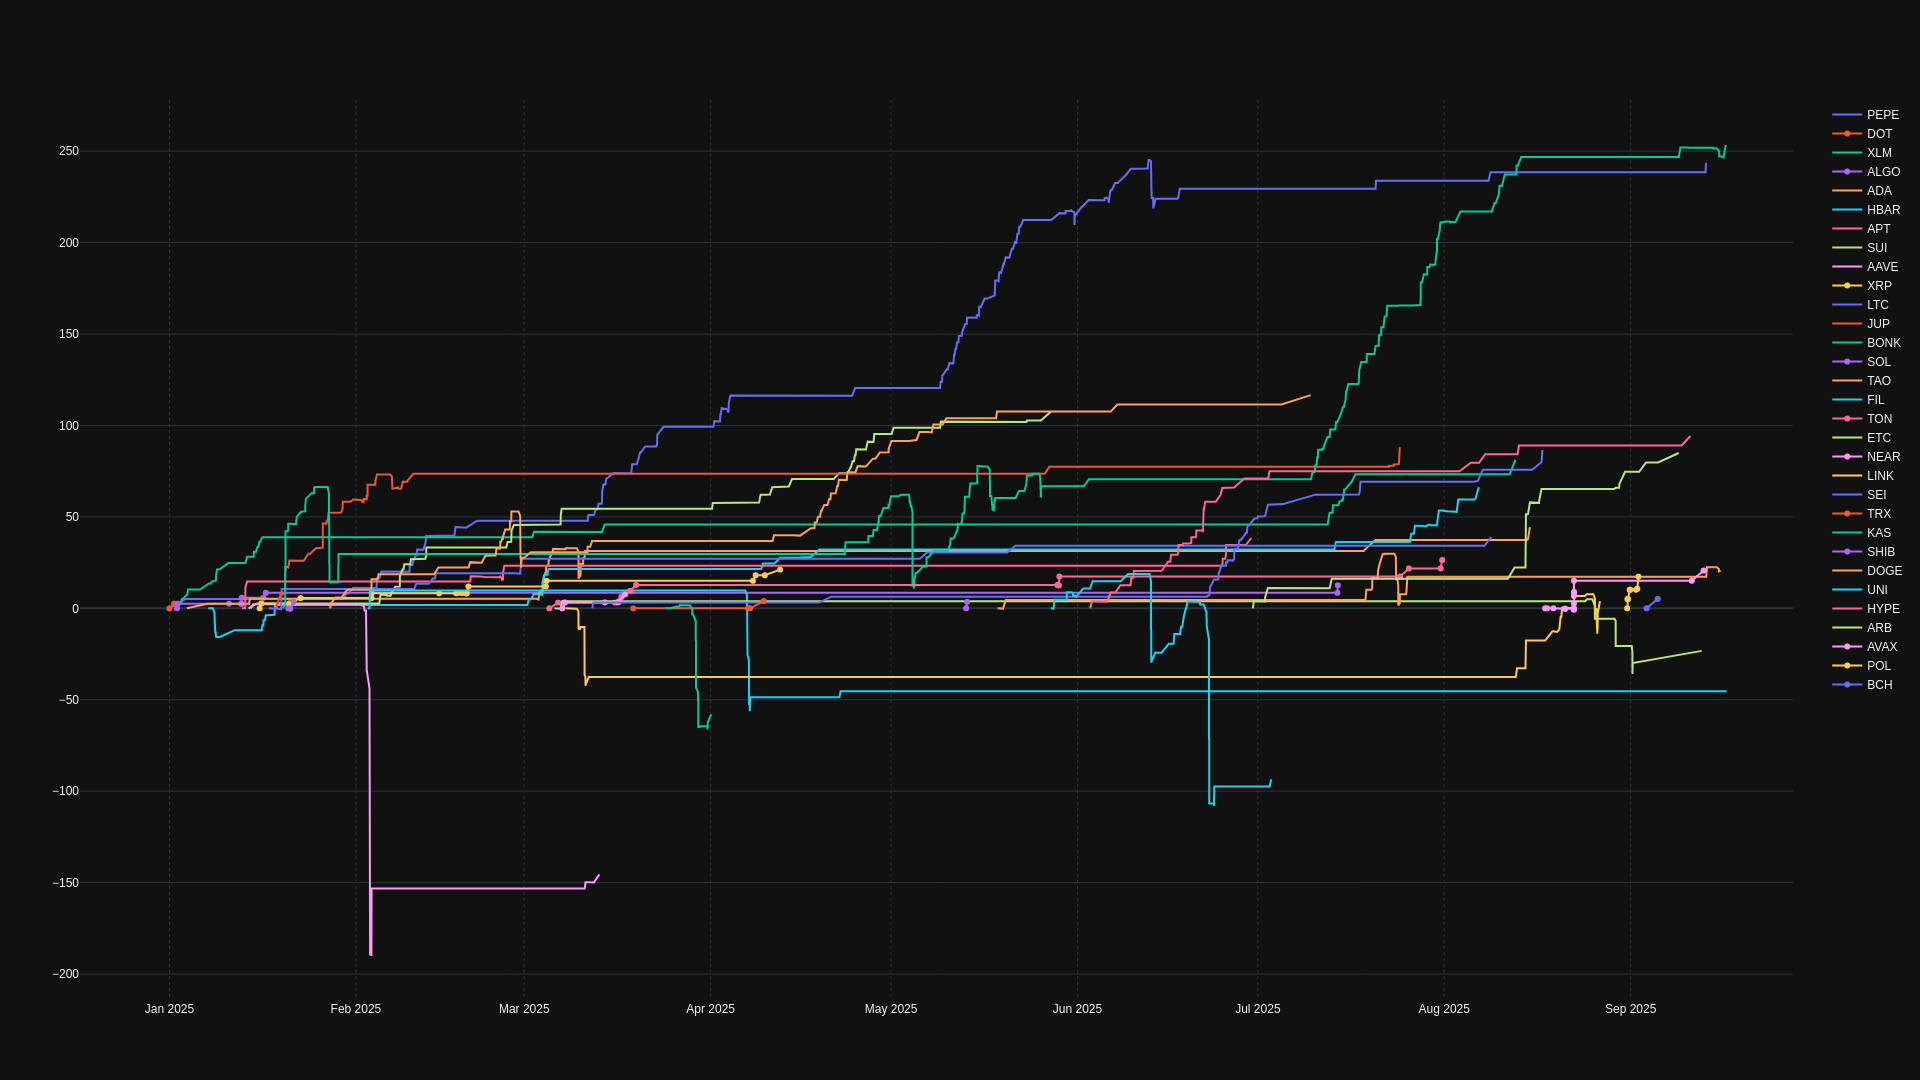 250
200
150
100
50
0
−50
−100
−150
−200
Jan 2025
Feb 2025
Mar 2025
Apr 2025
May 2025
Jun 2025
Jul 2025
Aug 2025
Sep 2025
PEPE
DOT
XLM
ALGO
ADA
HBAR
APT
SUI
AAVE
XRP
LTC
JUP
BONK
SOL
TAO
FIL
TON
ETC
NEAR
LINK
SEI
TRX
KAS
SHIB
DOGE
UNI
HYPE
ARB
AVAX
POL
BCH